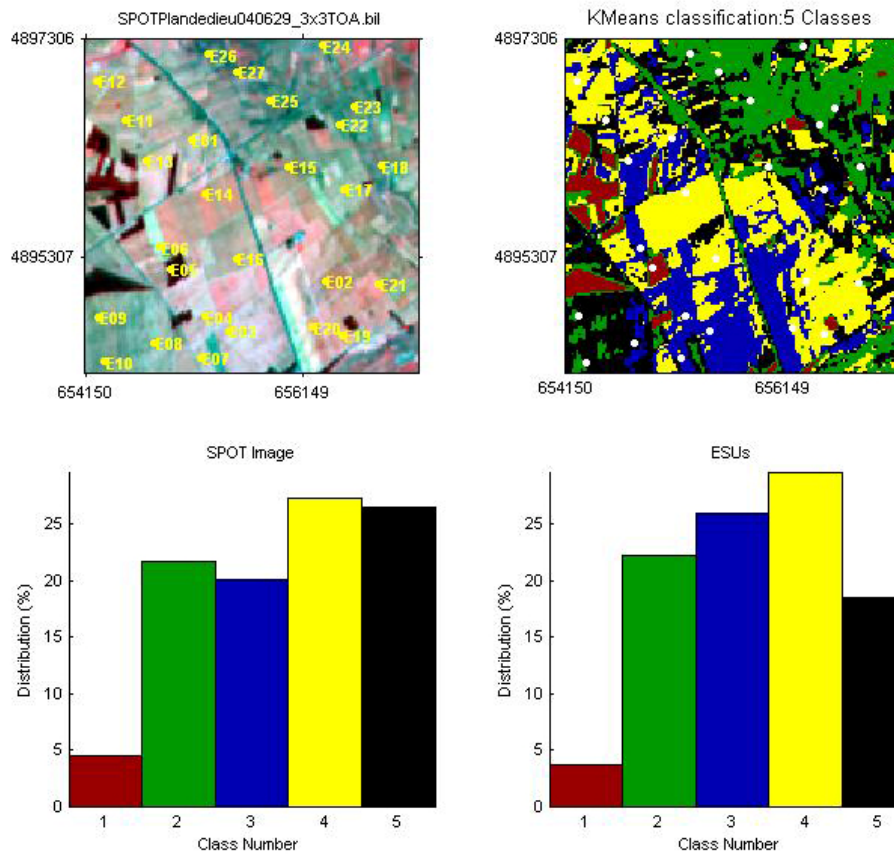 SPOTPlandedieu040629_3x3TOA.bil
KMeans classification:5 Classes
4897306
E24
E26
E27
E12
E25
E23
E11
E22
E01
E13
E15
E18
E14
E17
E06
4895307
E16
E05
E02
E21
E09
E04
E03
E20
E19
E08
E07
E10
654150
656149
4897306
4895307
654150
656149
SPOT Image
Distribution (%)
25
20
15
10
5
0
1 2 3 4 5
Class Number
ESUs
Distribution (%)
25
20
15
10
5
0
1 2 3 4 5
Class Number